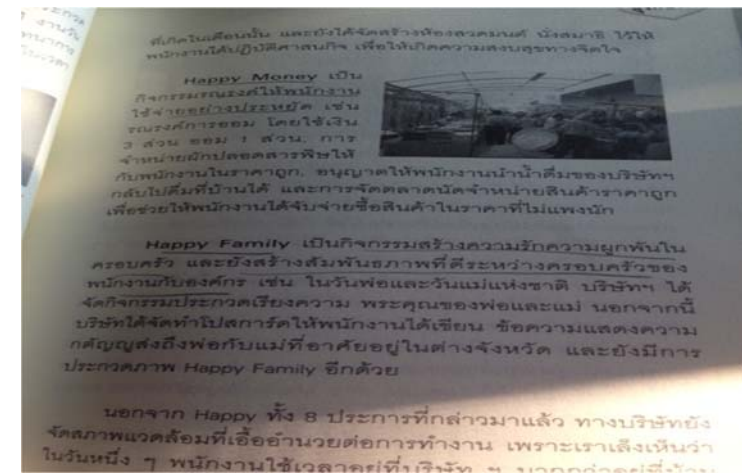 ที่เกิดในเดือนนั้น และยังได้จัดสร้างห้องสวดมนต์ นั่งสมาธิ ไว้ให้
พนักงานได้ปฏิบัติศาสนกิจ เพื่อให้เกิดความสงบสุขทางจิตใจ
Happy Money เป็น
กิจกรรมรณรงค์ให้พนักงาน
ใช้จ่ายอย่างประหยัด เช่น
รณรงค์การออม โดยใช้เงิน
3 ส่วน ออม 1 ส่วน, การ
จำหน่ายผักปลอดสารพิษให้
กับพนักงานในราคาถูก, อนุญาตให้พนักงานนำน้ำดื่มของบริษัทฯ
กลับไปดื่มที่บ้านได้ และการจัดตลาดนัดจำหน่ายสินค้าราคาถูก
เพื่อช่วยให้พนักงานได้จับจ่ายซื้อสินค้าในราคาที่ไม่แพงนัก
Happy Family เป็นกิจกรรมสร้างความรักความผูกพันใน
ครอบครัว และยังสร้างสัมพันธภาพที่ดีระหว่างครอบครัวของ
พนักงานกับองค์กร เช่น ในวันพ่อและวันแม่แห่งชาติ บริษัทฯ ได้
จัดกิจกรรมประกวดเรียงความ พระคุณของพ่อและแม่ นอกจากนี้
บริษัทได้จัดทำโปสการ์ดให้พนักงานได้เขียน ข้อความแสดงความ
กตัญญูส่งถึงพ่อกับแม่ที่อาศัยอยู่ในต่างจังหวัด และยังมีการ
ประกวดภาพ Happy Family อีกด้วย
นอกจาก Happy ทั้ง 8 ประการที่กล่าวมาแล้ว ทางบริษัทยัง
จัดสภาพแวดล้อมที่เอื้ออำนวยต่อการทำงาน เพราะเราเล็งเห็นว่า
ในวันหนึ่ง ๆ พนักงานใช้เวลาอยู่ที่บริษัท ฯ มากกว่าอยู่ที่บ้าน